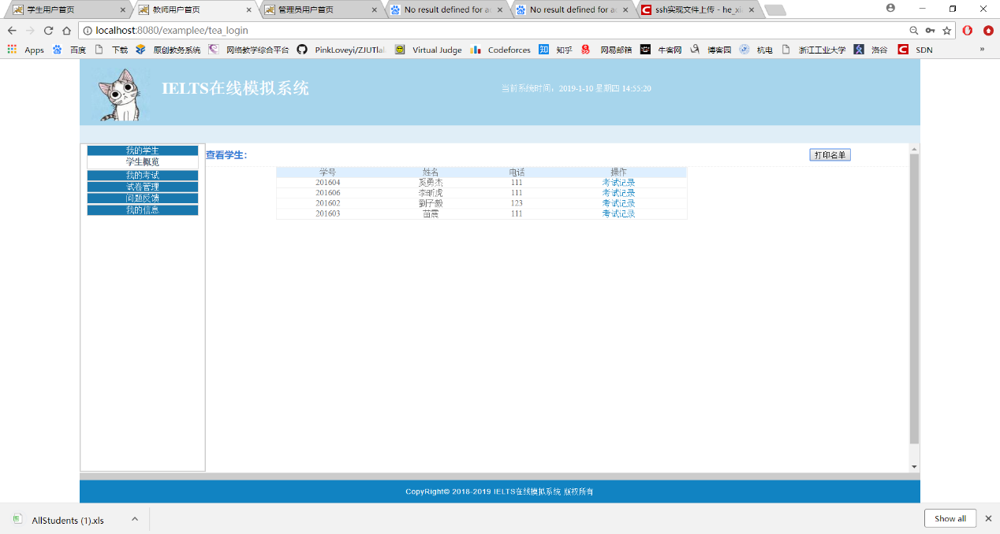 学生用户首页
教师用户首页
管理员用户首页
No result defined for ac
No result defined for ac
ssh实现文件上传 - he_xi
localhost:8080/examplee/tea_login
Apps 百度 下载 原创教务系统 网络教学综合平台 PinkLoveyi/ZJUTlal Virtual Judge Codeforces 知乎 网易邮箱 牛客网 博客园 杭电 浙江工业大学 洛谷 SDN »
IELTS在线模拟系统
当前系统时间：2019-1-10 星期四 14:55:20
我的学生
学生概览
我的考试
试卷管理
问题反馈
我的信息
查看学生：
打印名单
学号 姓名 电话 操作
201604 奚勇杰 111 考试记录
201606 李昕虎 111 考试记录
201602 劉子毅 123 考试记录
201603 苗震 111 考试记录
CopyRight© 2018-2019 IELTS在线模拟系统 版权所有
AllStudents (1).xls
Show all